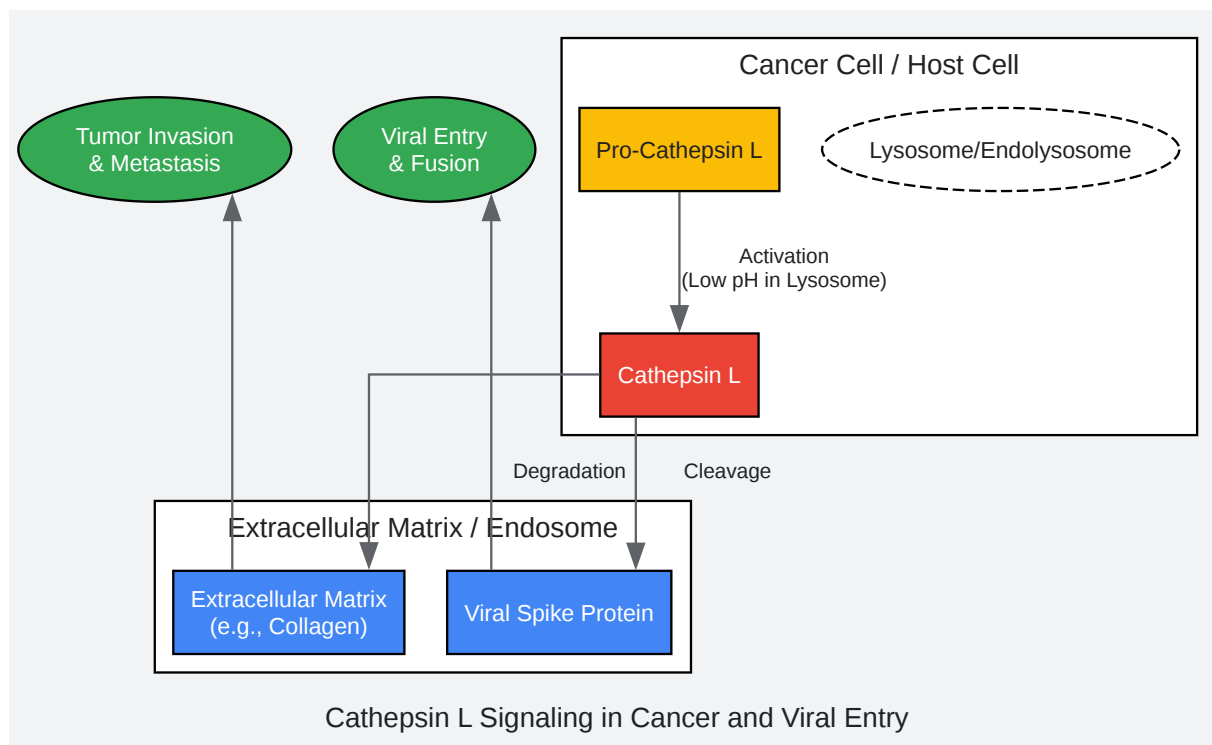 Cancer Cell / Host Cell
Tumor Invasion
& Metastasis
Viral Entry
& Fusion
Pro-Cathepsin L
Lysosome/Endolysosome
Activation
(Low pH in Lysosome)
Cathepsin L
Degradation
Cleavage
Extracellular Matrix / Endosome
Extracellular Matrix
(e.g., Collagen)
Viral Spike Protein
Cathepsin L Signaling in Cancer and Viral Entry